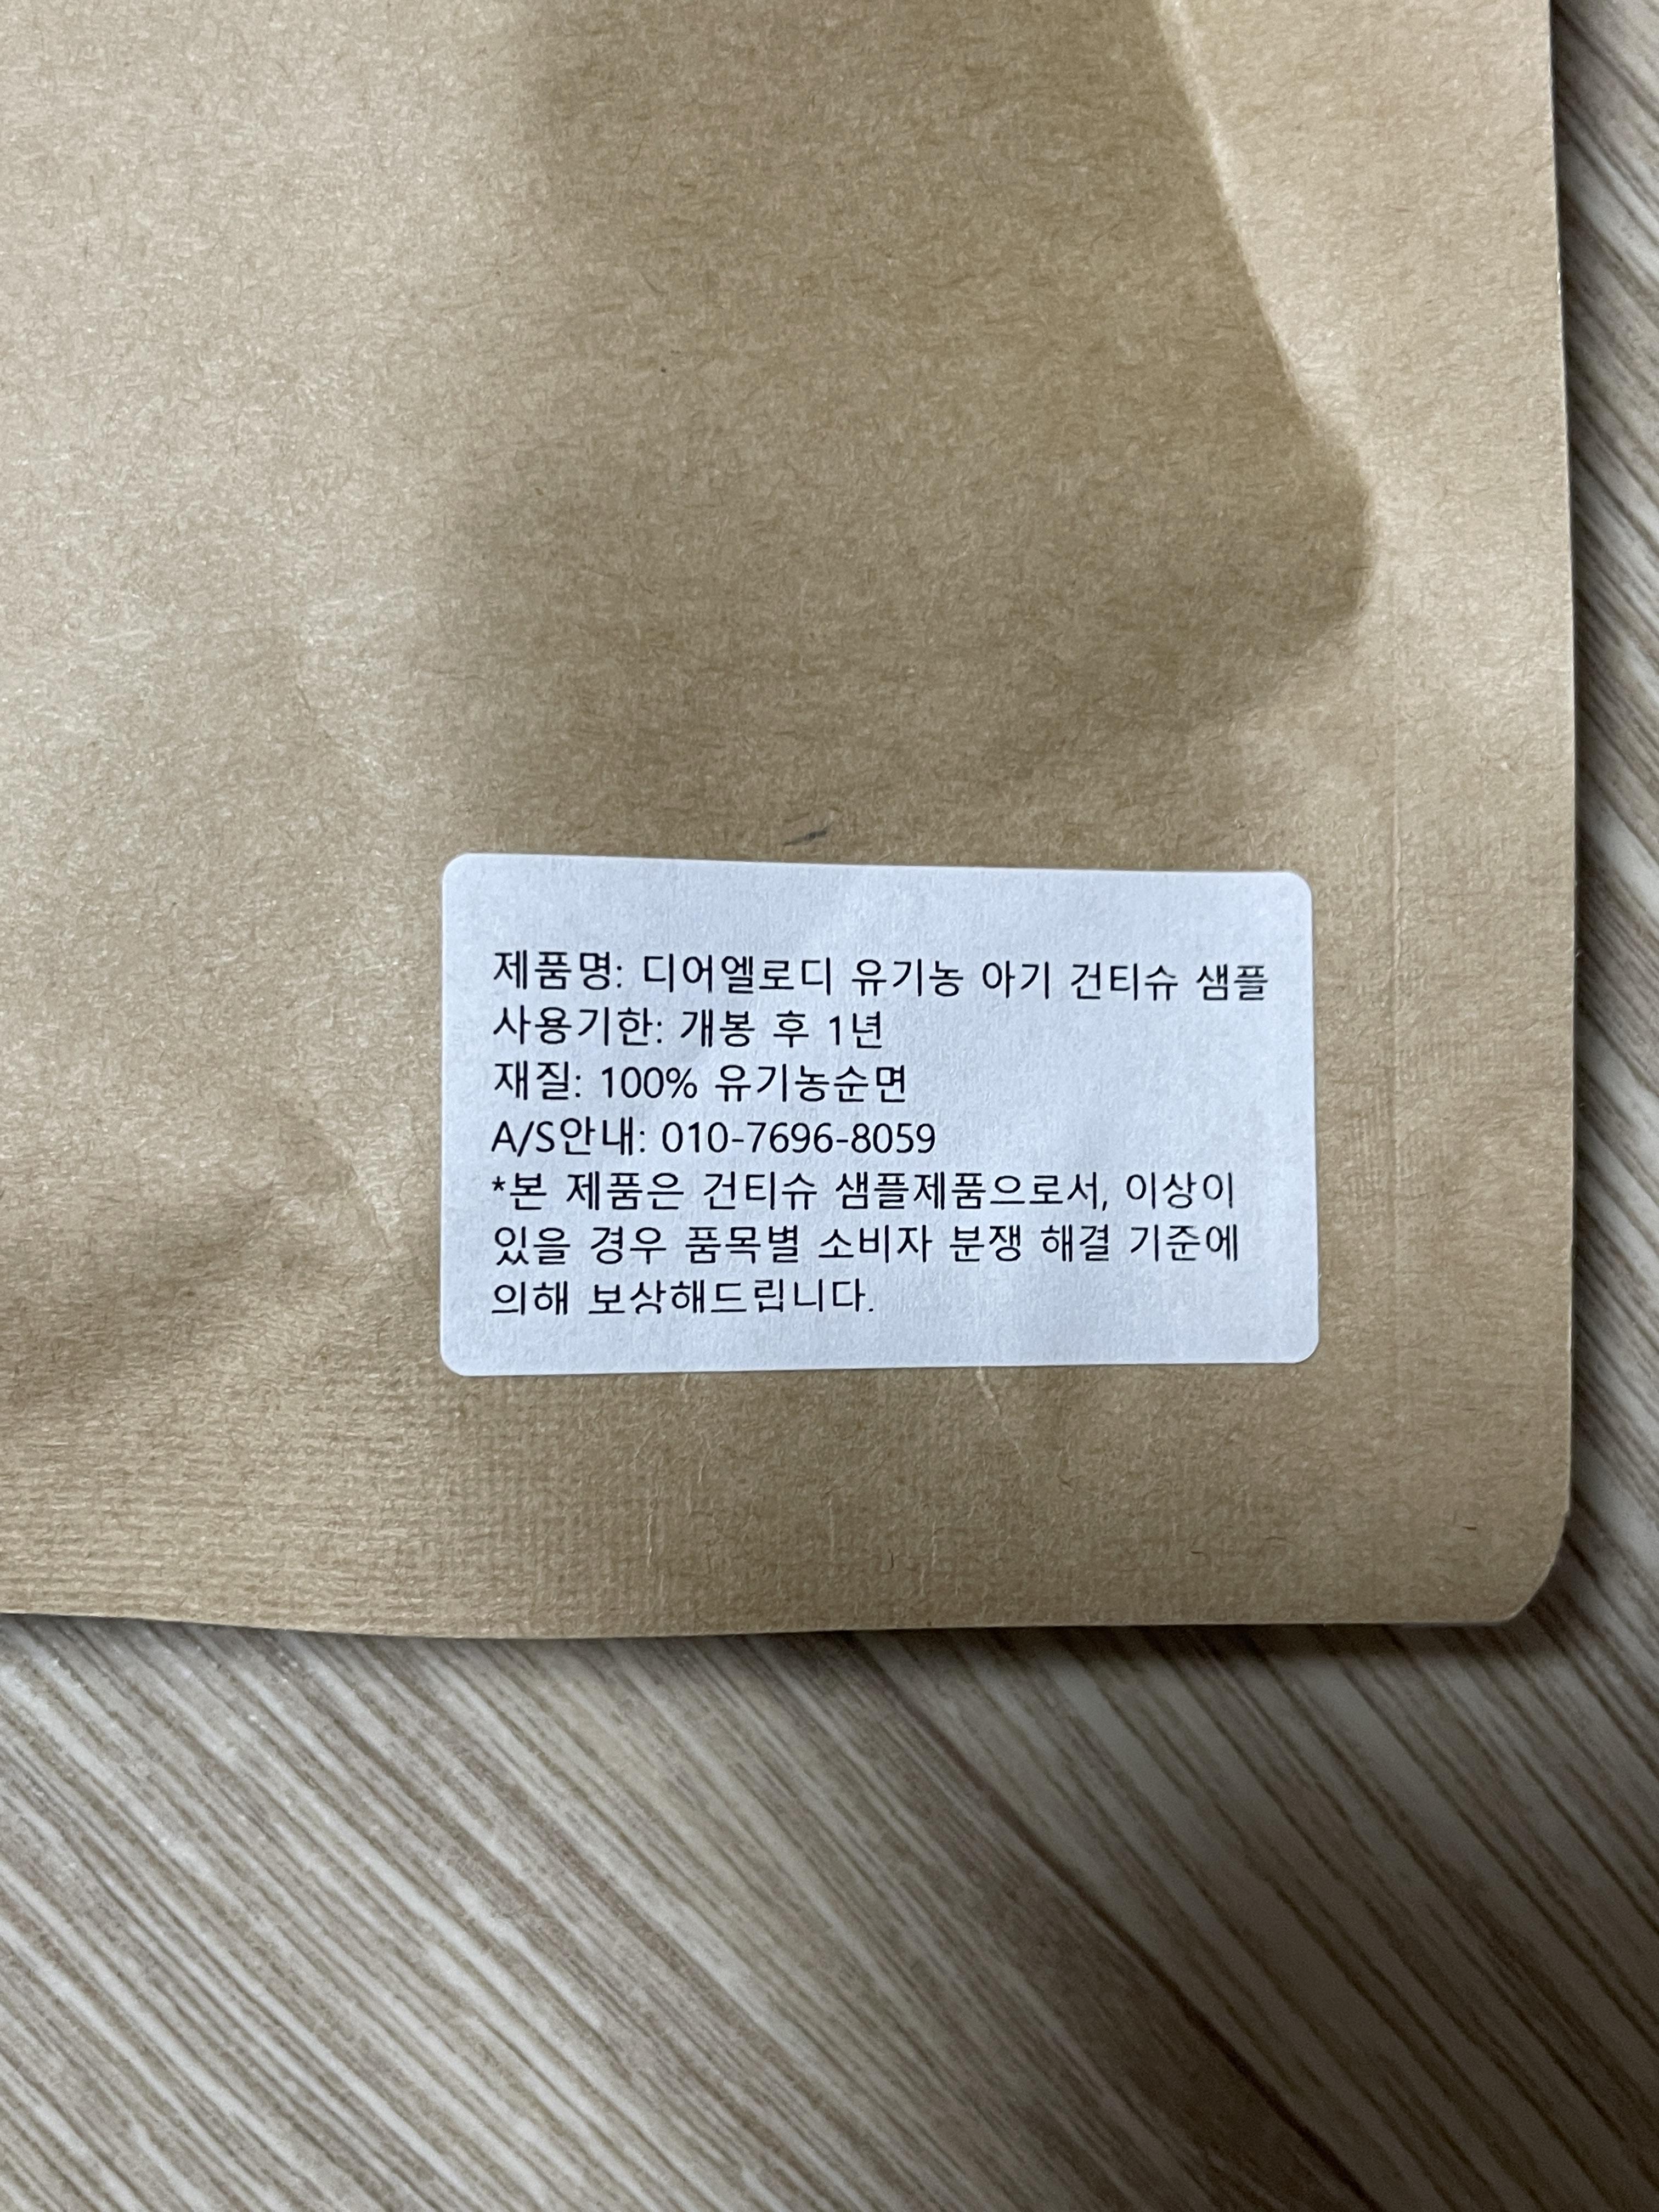 제품명: 디어엘로디 유기농 아기 건티슈 샘플
사용기한: 개봉 후 1년
재질: 100% 유기농순면
A/S안내: 010-7696-8059
*본 제품은 건티슈 샘플제품으로서, 이상이
있을 경우 품목별 소비자 분쟁 해결 기준에
의해 보상해드립니다.